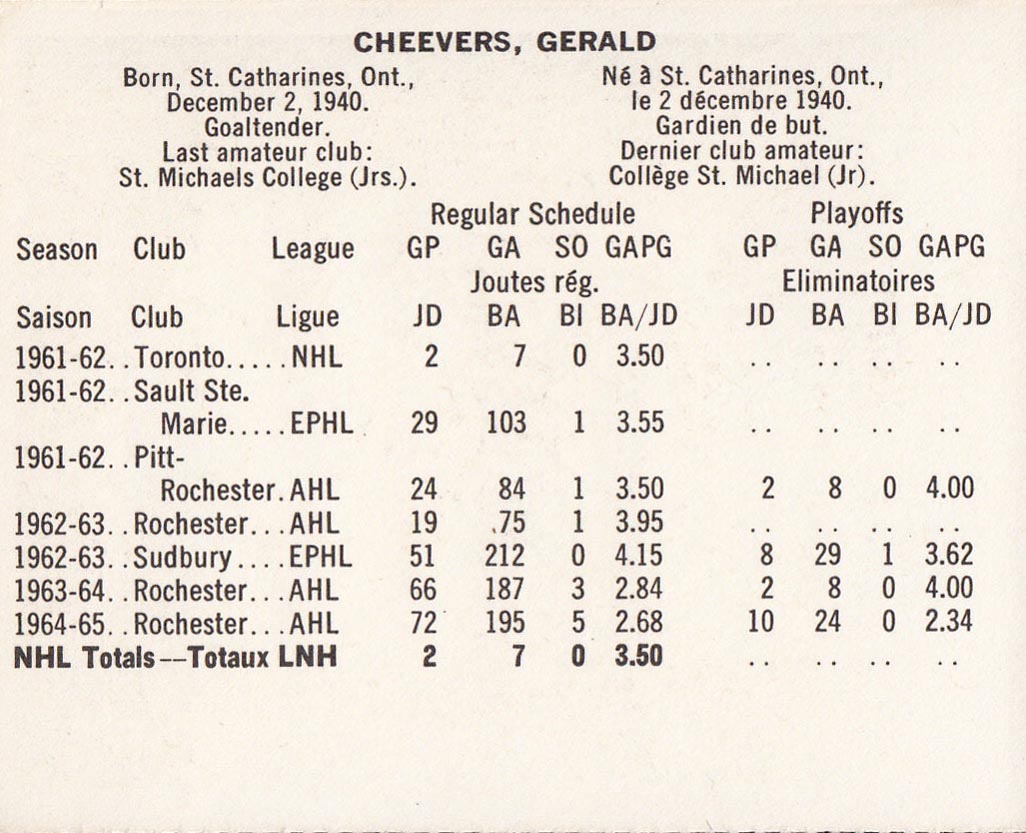 CHEEVERS, GERALD
Born, St. Catharines, Ont.,
December 2, 1940.
Goaltender.
Last amateur club:
St. Michaels College (Jrs.).
Né à St. Catharines, Ont.,
le 2 décembre 1940.
Gardien de but.
Dernier club amateur:
Collège St. Michael (Jr).
Regular Schedule Playoffs
Season Club League GP GA SO GAPG GP GA SO GAPG
Joutes rég. Eliminatoires
Saison Club Ligue JD BA BI BA/JD JD BA BI BA/JD
1961-62. . Toronto. . . . . NHL 2 7 0 3.50 . . . . . . . .
1961-62. . Sault Ste.
Marie. . . . . EPHL 29 103 1 3.55 . . . . . . . .
1961-62. . Pitt-
Rochester. AHL 24 84 1 3.50 2 8 0 4.00
1962-63. . Rochester. . . AHL 19 75 1 3.95 . . . . . . . .
1962-63. . Sudbury . . . . EPHL 51 212 0 4.15 8 29 1 3.62
1963-64. . Rochester. . . AHL 66 187 3 2.84 2 8 0 4.00
1964-65. . Rochester. . . AHL 72 195 5 2.68 10 24 0 2.34
NHL Totals—Totaux LNH 2 7 0 3.50 . . . . . . . .